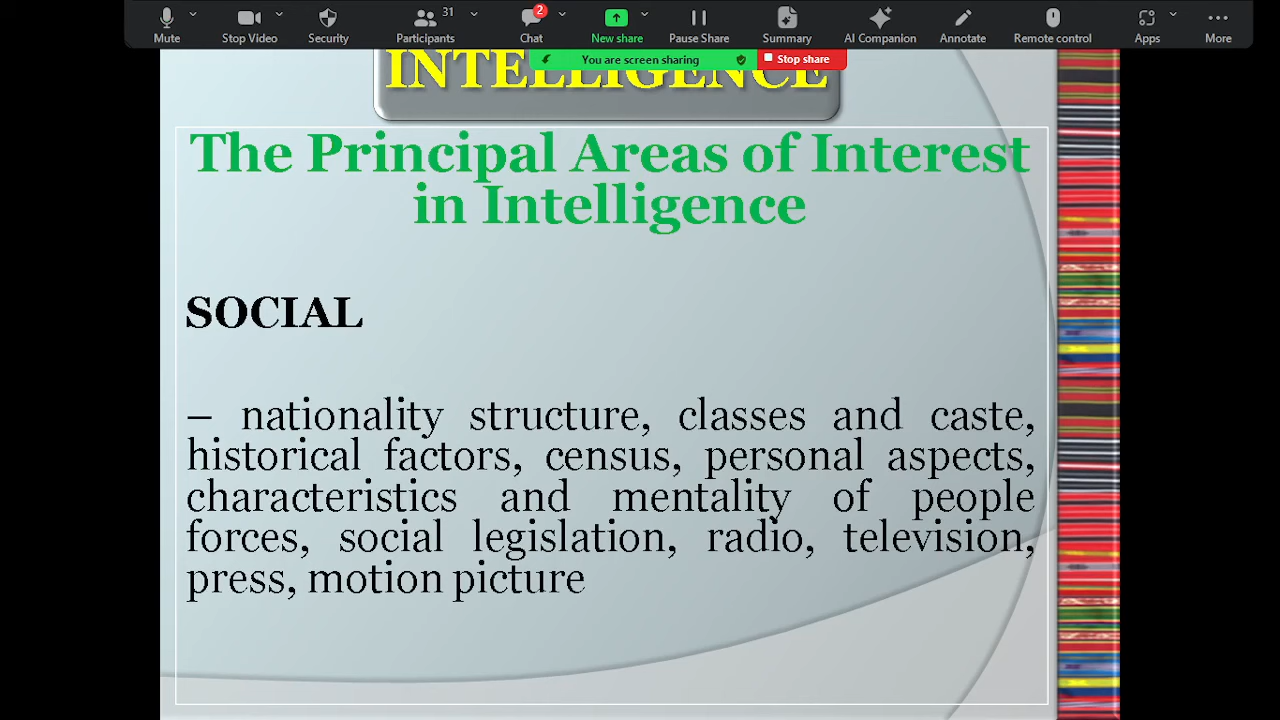 Mute Stop Video Security Participants 31 Chat 2 New share Pause Share Summary AI Companion Annotate Remote control Apps More
You are screen sharing Stop share
INTELLIGENCE
The Principal Areas of Interest
in Intelligence
SOCIAL
– nationality structure, classes and caste,
historical factors, census, personal aspects,
characteristics and mentality of people
forces, social legislation, radio, television,
press, motion picture